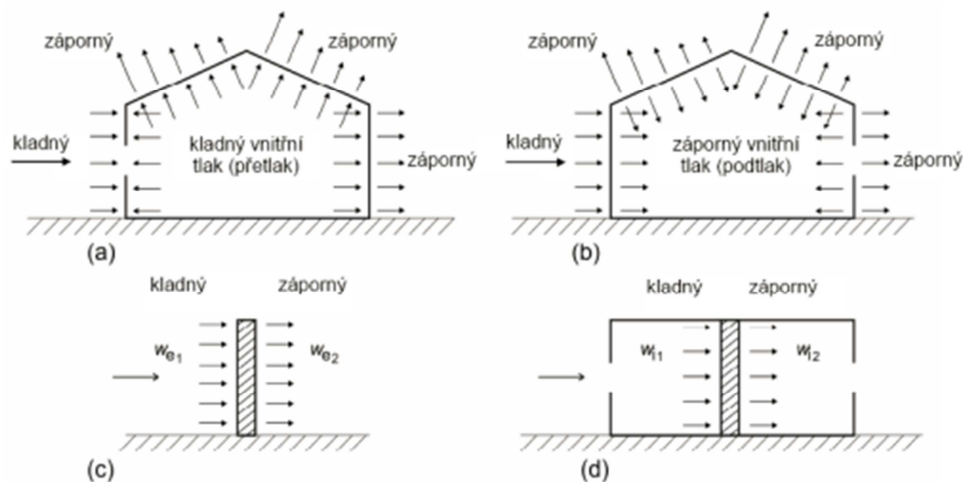 záporný
záporný
kladný
kladný vnitřní
tlak (přetlak)
záporný
(a)
záporný
záporný
kladný
záporný vnitřní
tlak (podtlak)
záporný
(b)
kladný
záporný
we1
we2
(c)
kladný
záporný
wi1
wi2
(d)